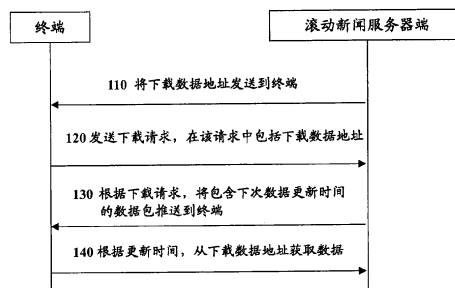 终端
滚动新闻服务器端
110 将下载数据地址发送到终端
120 发送下载请求，在该请求中包括下载数据地址
130 根据下载请求，将包含下次数据更新时间
的数据包推送到终端
140 根据更新时间，从下载数据地址获取数据